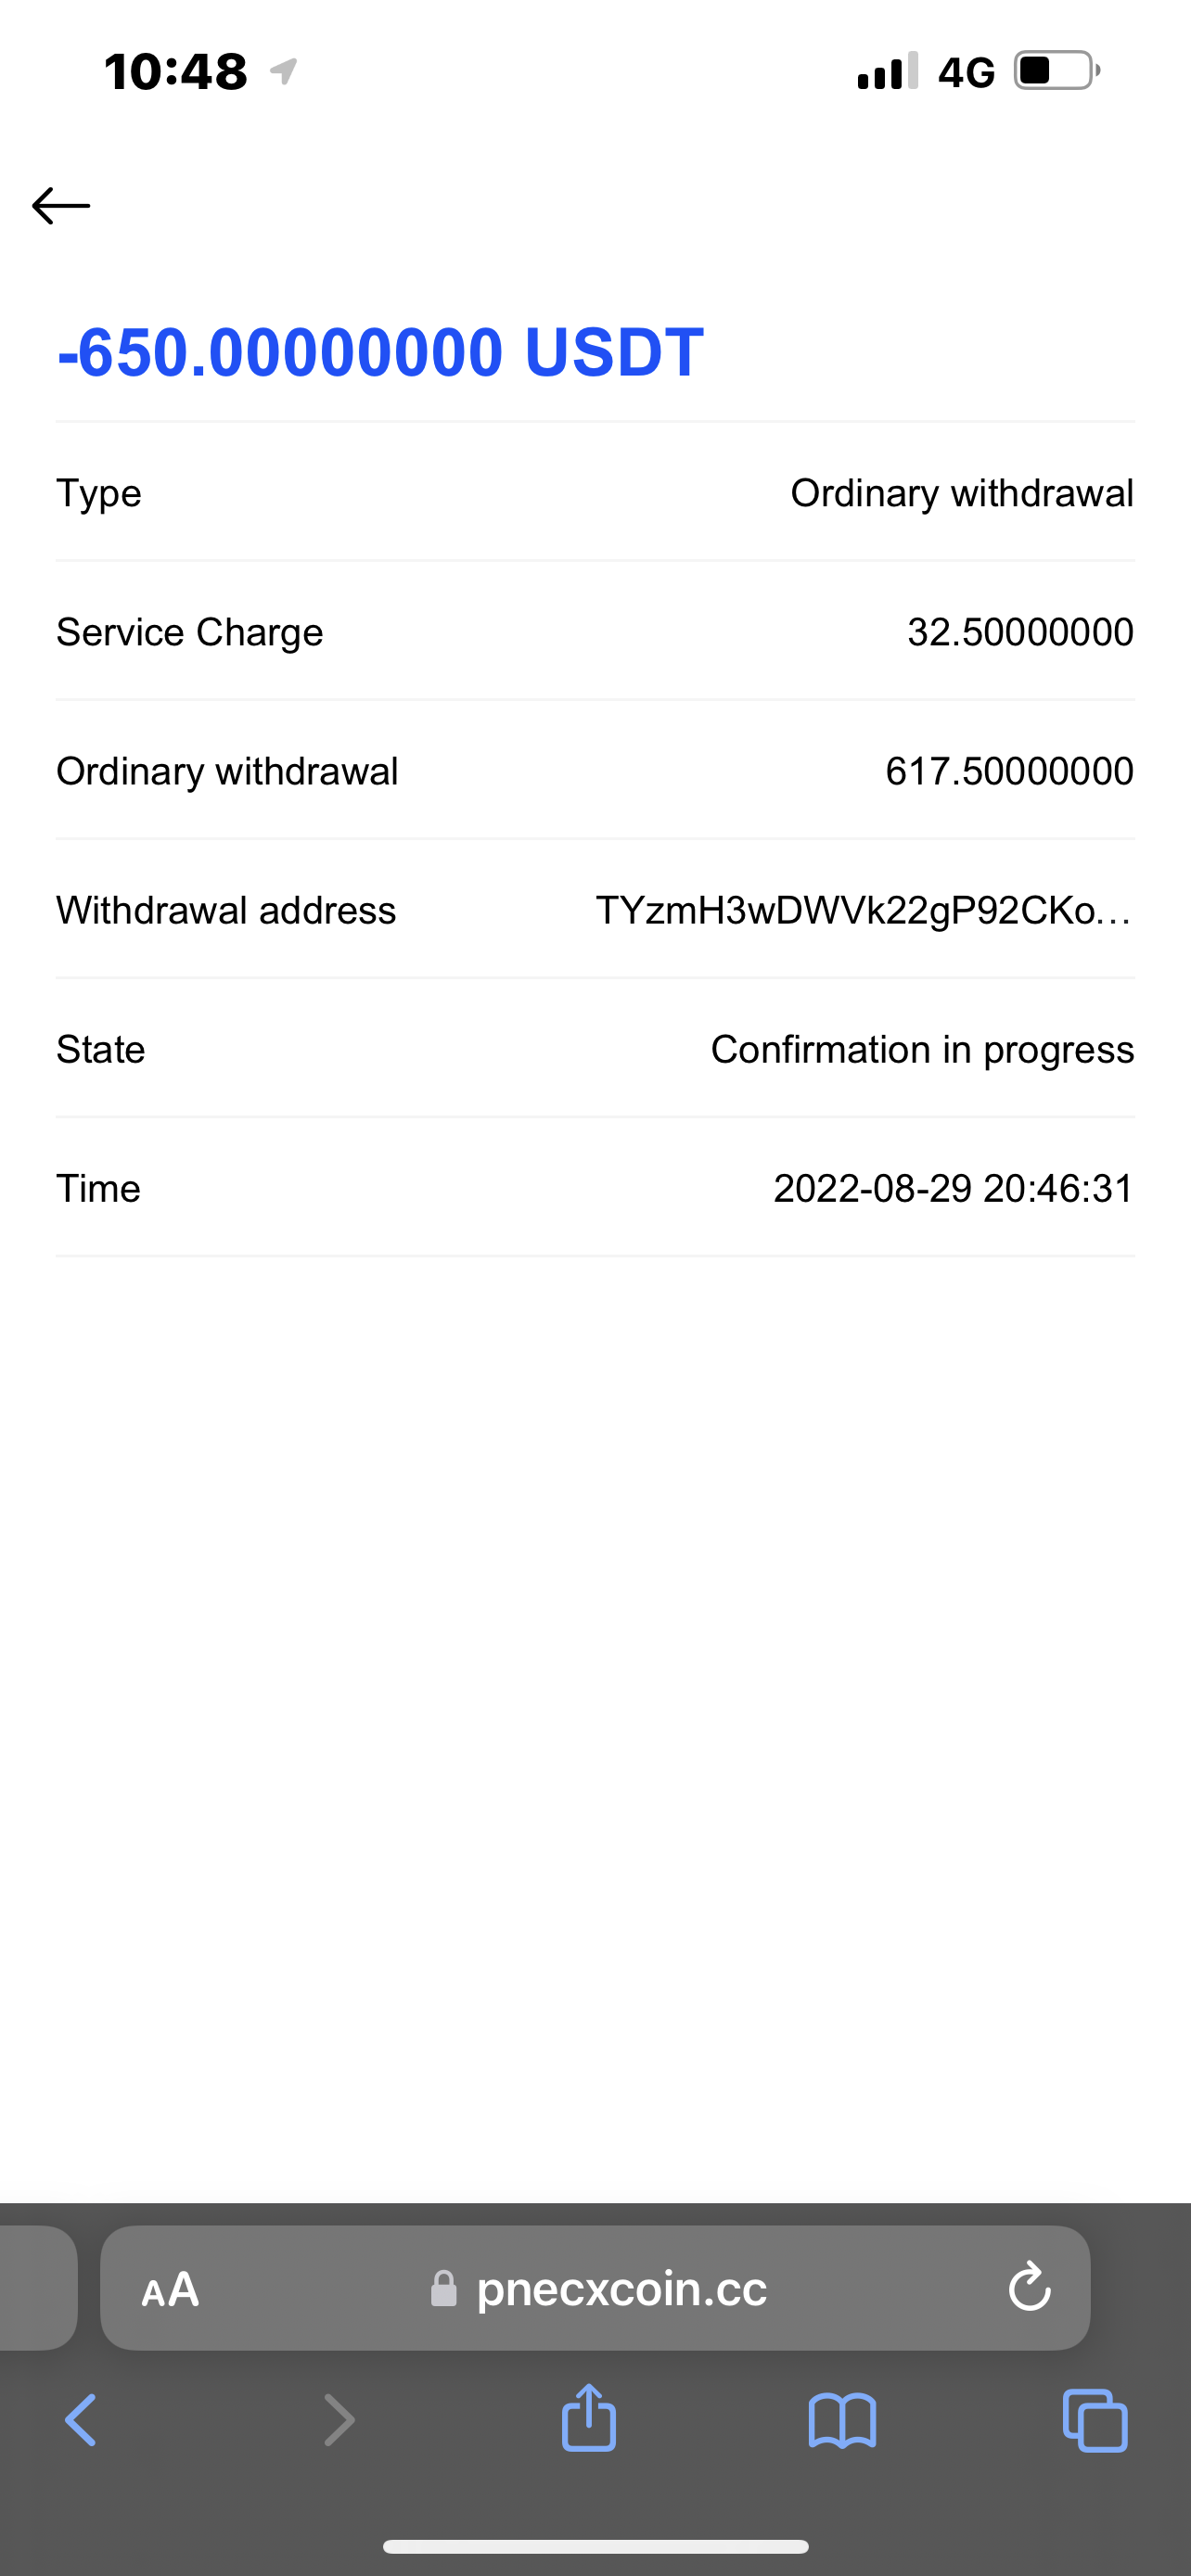 10:48 4G
-650.00000000 USDT
Type Ordinary withdrawal
Service Charge 32.50000000
Ordinary withdrawal 617.50000000
Withdrawal address TYzmH3wDWVk22gP92CKo...
State Confirmation in progress
Time 2022-08-29 20:46:31
AA pnecxcoin.cc